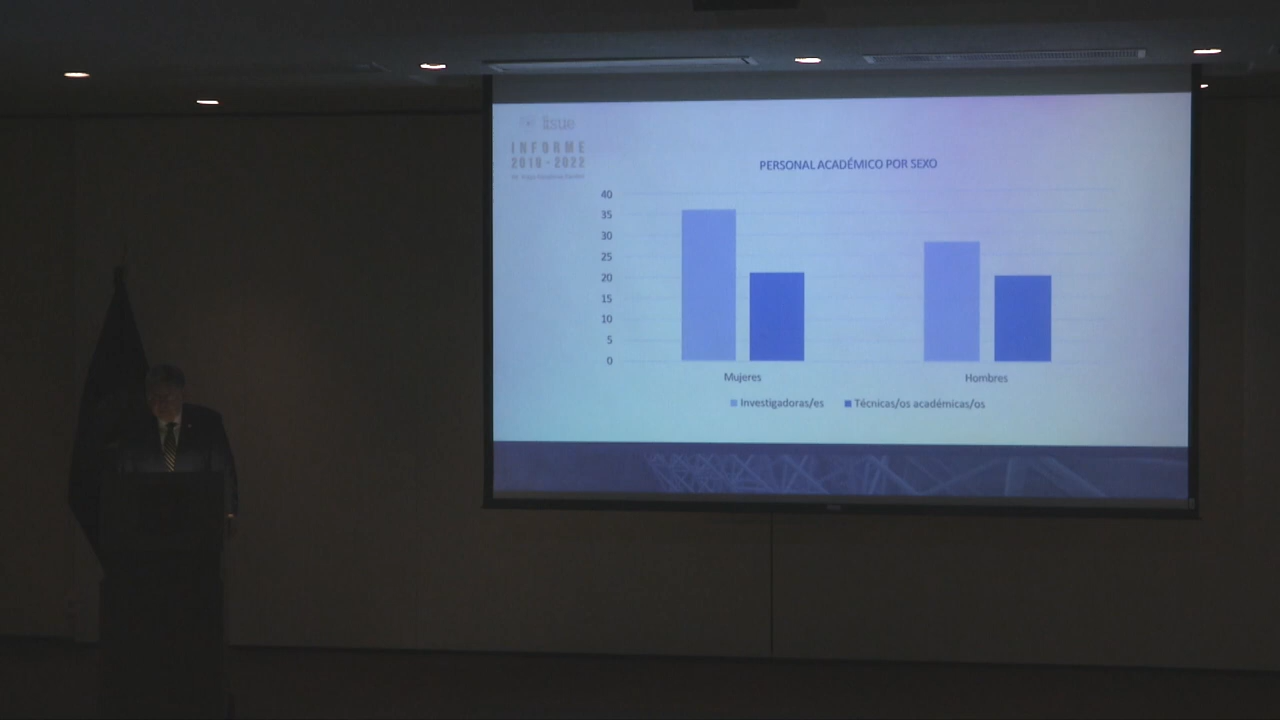 iisue
INFORME
2018-2022
PERSONAL ACADÉMICO POR SEXO
40
35
30
25
20
15
10
5
0
Mujeres
Hombres
Investigadoras/es
Técnicas/os académicas/os